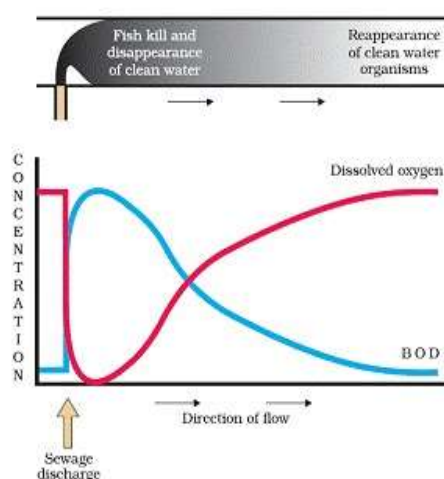 Fish kill and
disappearance
of clean water
Reappearance
of clean water
organisms
CONCENTRATION
Dissolved oxygen
BOD
Direction of flow
Sewage
discharge